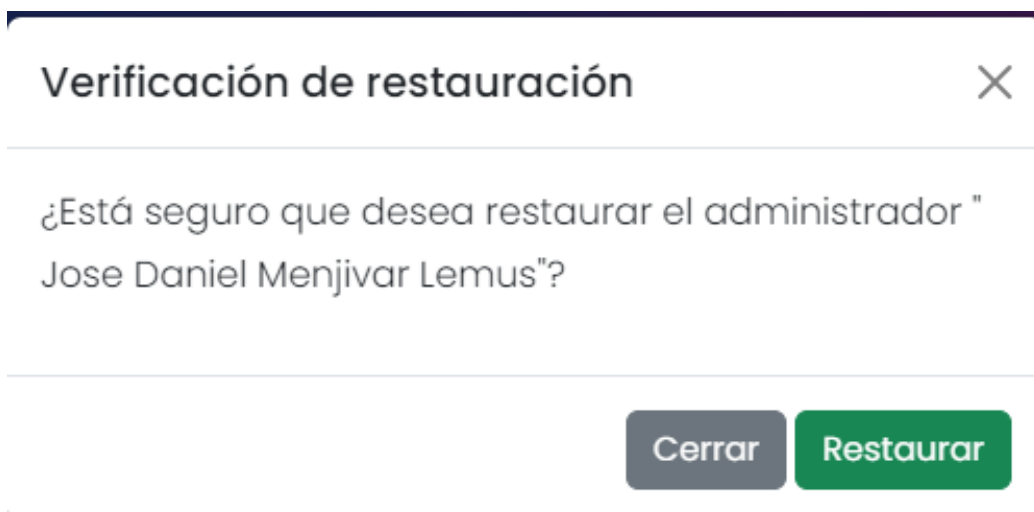 Verificación de restauración
¿Está seguro que desea restaurar el administrador "
Jose Daniel Menjivar Lemus"?
Cerrar Restaurar